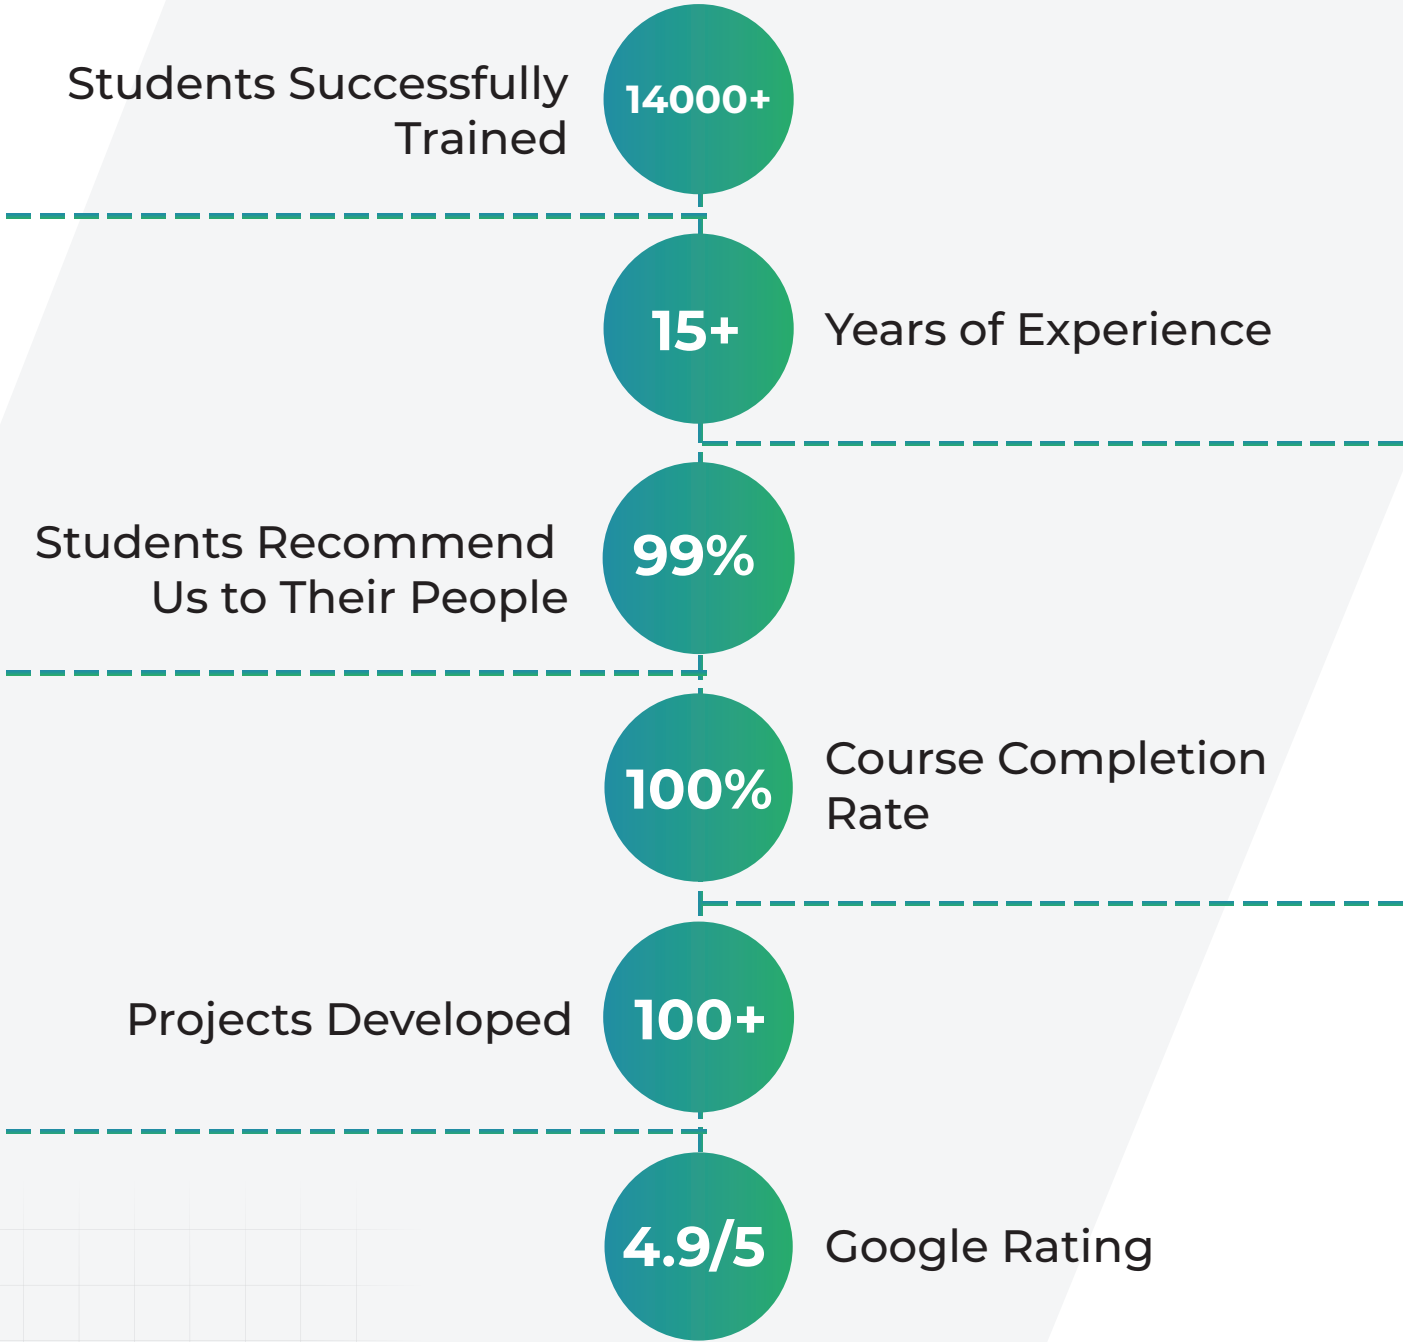 Students Successfully
Trained
14000+
15+
Years of Experience
Students Recommend
Us to Their People
99%
100%
Course Completion
Rate
Projects Developed
100+
4.9/5
Google Rating